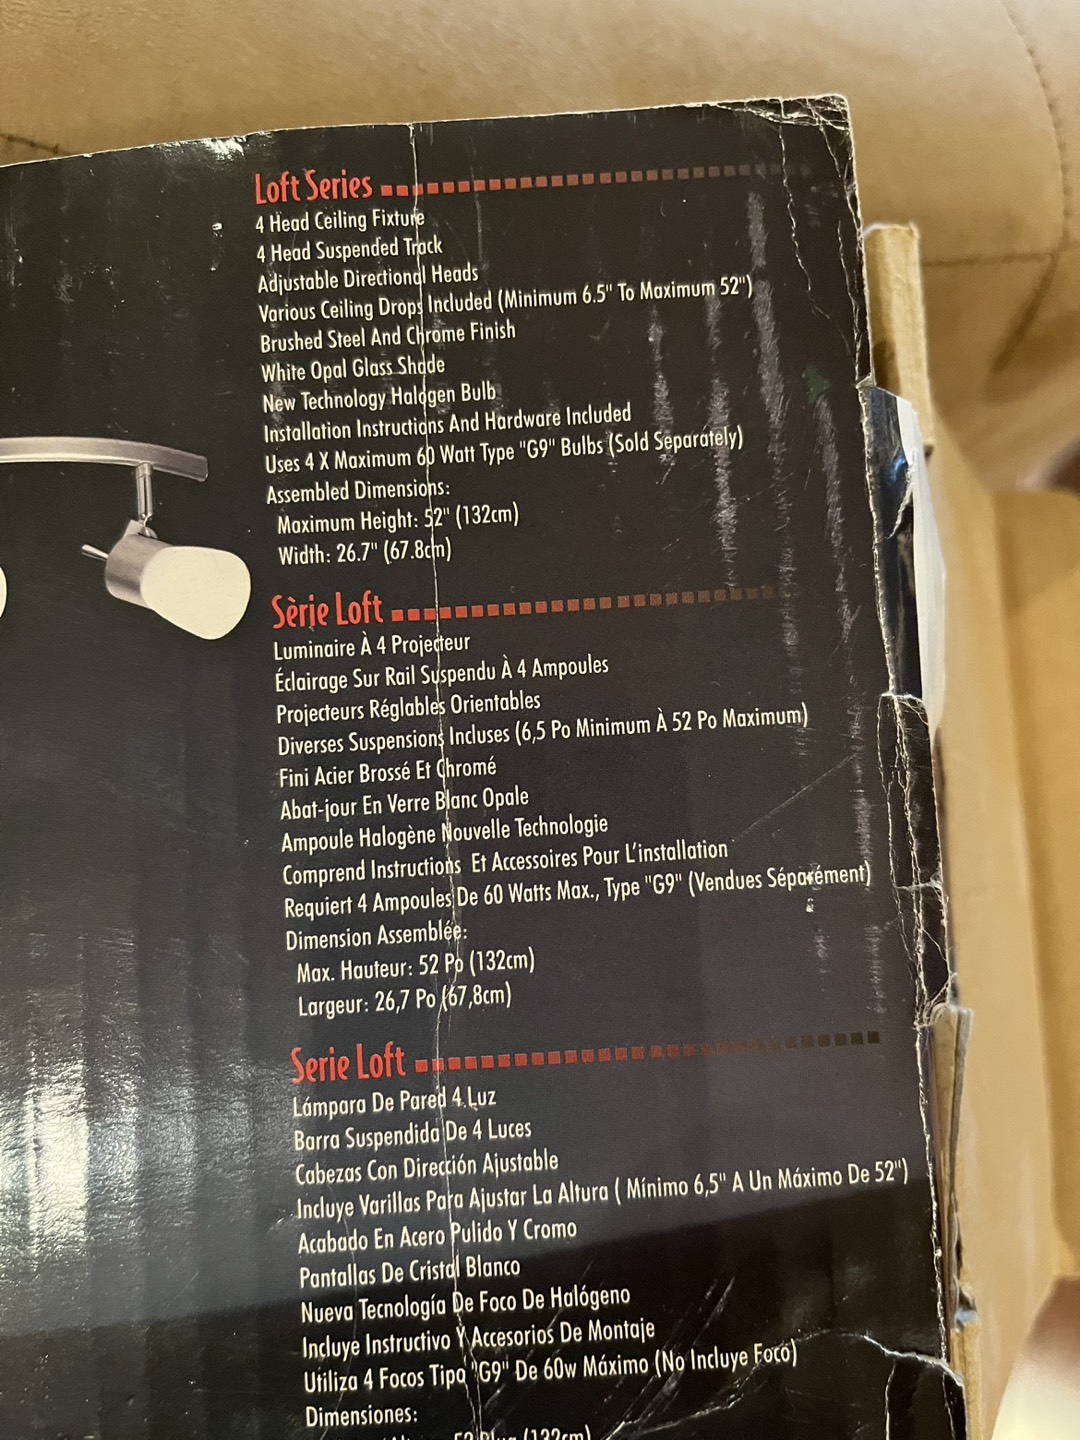 Loft Series
4 Head Ceiling Fixture
4 Head Suspended Track
Adjustable Directional Heads
Various Ceiling Drops Included (Minimum 6.5" To Maximum 52")
Brushed Steel And Chrome Finish
White Opal Glass Shade
New Technology Halogen Bulb
Installation Instructions And Hardware Included
Uses 4 X Maximum 60 Watt Type "G9" Bulbs (Sold Separately)
Assembled Dimensions:
Maximum Height: 52" (132cm)
Width: 26.7" (67.8cm)
Sèrie Loft
Luminaire À 4 Projecteur
Éclairage Sur Rail Suspendu À 4 Ampoules
Projecteurs Réglables Orientables
Diverses Suspensions Incluses (6,5 Po Minimum À 52 Po Maximum)
Fini Acier Brossé Et Chromé
Abat-jour En Verre Blanc Opale
Ampoule Halogène Nouvelle Technologie
Comprend Instructions Et Accessoires Pour L'installation
Requiert 4 Ampoules De 60 Watts Max., Type "G9" (Vendues Séparément)
Dimension Assemblée:
Max. Hauteur: 52 Po (132cm)
Largeur: 26,7 Po (67,8cm)
Serie Loft
Lámpara De Pared 4 Luz
Barra Suspendida De 4 Luces
Cabezas Con Dirección Ajustable
Incluye Varillas Para Ajustar La Altura ( Mínimo 6,5" A Un Máximo De 52")
Acabado En Acero Pulido Y Cromo
Pantallas De Cristal Blanco
Nueva Tecnología De Foco De Halógeno
Incluye Instructivo Y Accesorios De Montaje
Utiliza 4 Focos Tipo "G9" De 60w Máximo (No Incluye Foco)
Dimensiones:
52 Plug (132cm)